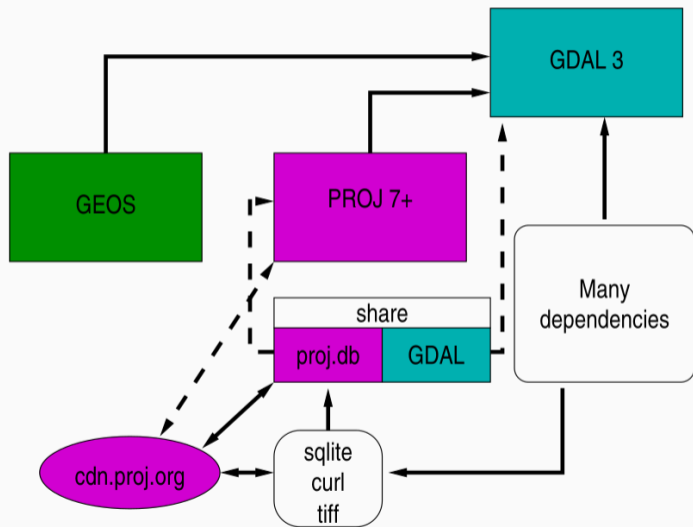 GDAL 3
GEOS
PROJ 7+
Many
dependencies
share
proj.db
GDAL
cdn.proj.org
sqlite
curl
tiff